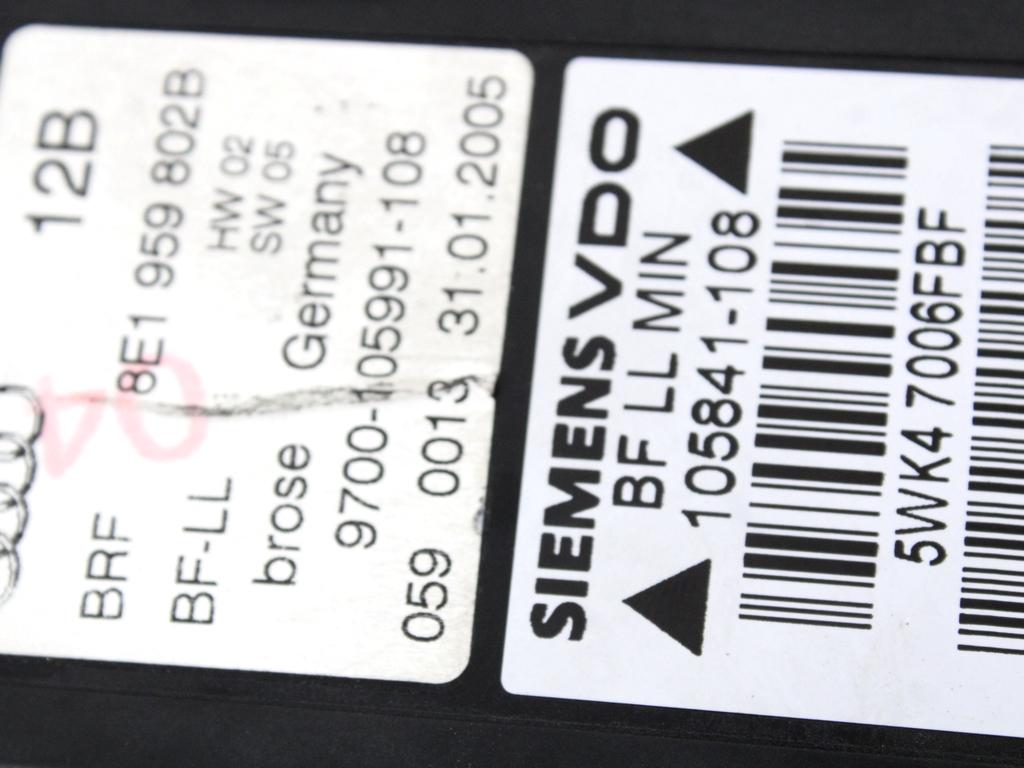 12B
BRF 8E1 959 802B
HW 02
BF-LL SW 05
brose Germany
9700-105991-108
059 0013 31.01.2005
04
SIEMENS VDO
BF LL MIN
105841-108
5WK4 7006FBF